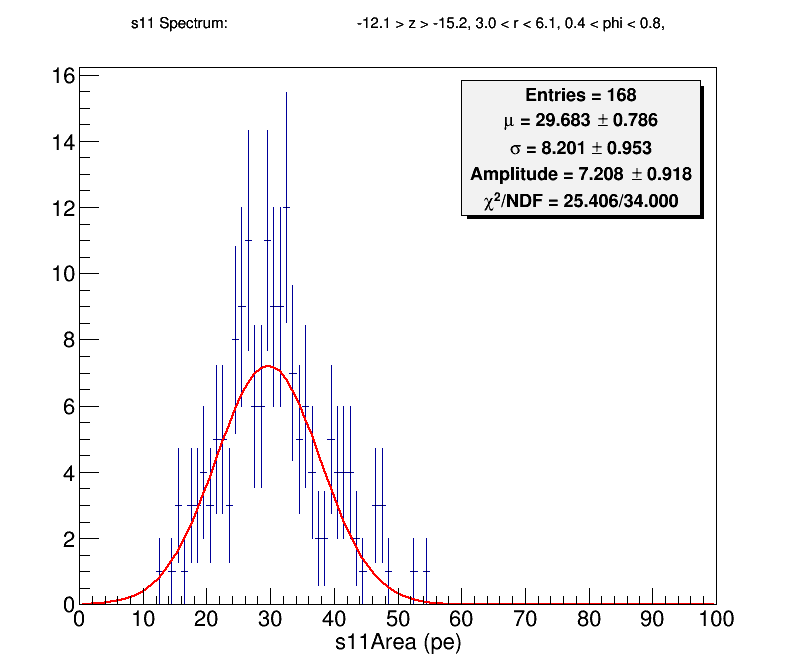 s11 Spectrum: -12.1 > z > -15.2, 3.0 < r < 6.1, 0.4 < phi < 0.8,
Entries = 168
μ = 29.683 ± 0.786
σ = 8.201 ± 0.953
Amplitude = 7.208 ± 0.918
χ²/NDF = 25.406/34.000
16
14
12
10
8
6
4
2
0
0 10 20 30 40 50 60 70 80 90 100
s11Area (pe)